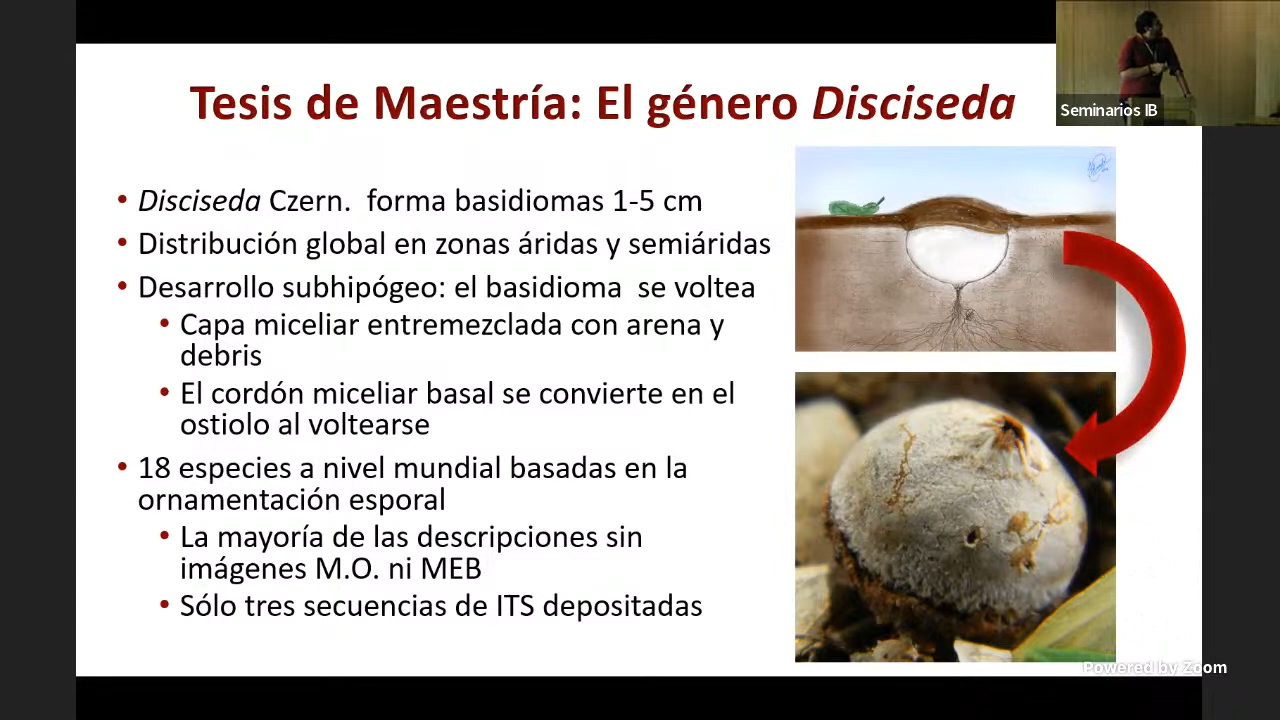 Tesis de Maestría: El género Disciseda
Seminarios IB
• Disciseda Czern. forma basidiomas 1-5 cm
• Distribución global en zonas áridas y semiáridas
• Desarrollo subhipógeo: el basidioma se voltea
• Capa miceliar entremezclada con arena y
debris
• El cordón miceliar basal se convierte en el
ostiolo al voltearse
• 18 especies a nivel mundial basadas en la
ornamentación esporal
• La mayoría de las descripciones sin
imágenes M.O. ni MEB
• Sólo tres secuencias de ITS depositadas
Powered by Zoom